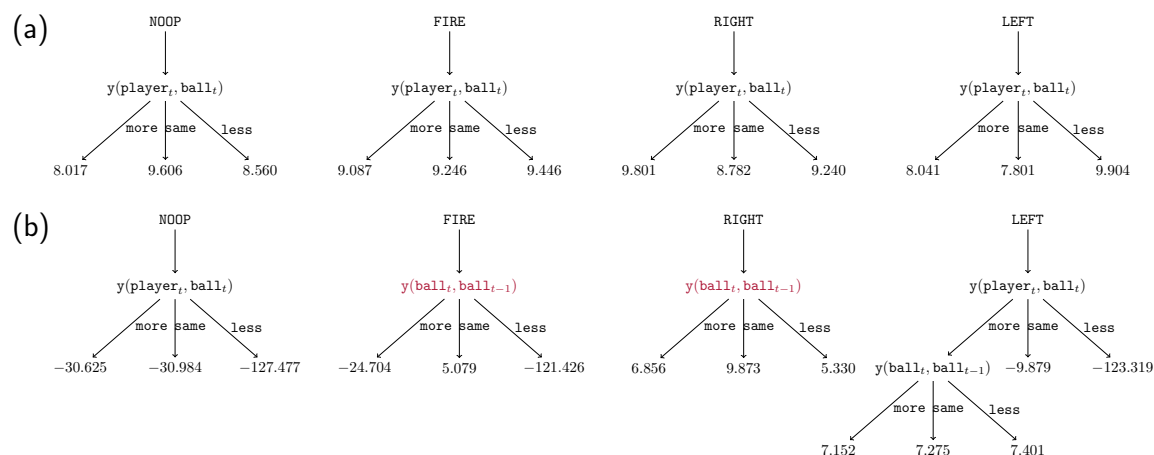 (a)
NOOP FIRE RIGHT LEFT
y(player_t, ball_t) y(player_t, ball_t) y(player_t, ball_t) y(player_t, ball_t)
more same less more same less more same less more same less
8.017 9.606 8.560 9.087 9.246 9.446 9.801 8.782 9.240 8.041 7.801 9.904
(b)
NOOP FIRE RIGHT LEFT
y(player_t, ball_t) y(ball_t, ball_{t−1}) y(ball_t, ball_{t−1}) y(player_t, ball_t)
more same less more same less more same less more same less
−30.625 −30.984 −127.477 −24.704 5.079 −121.426 6.856 9.873 5.330 y(ball_t, ball_{t−1}) −9.879 −123.319
more same less
7.152 7.275 7.401